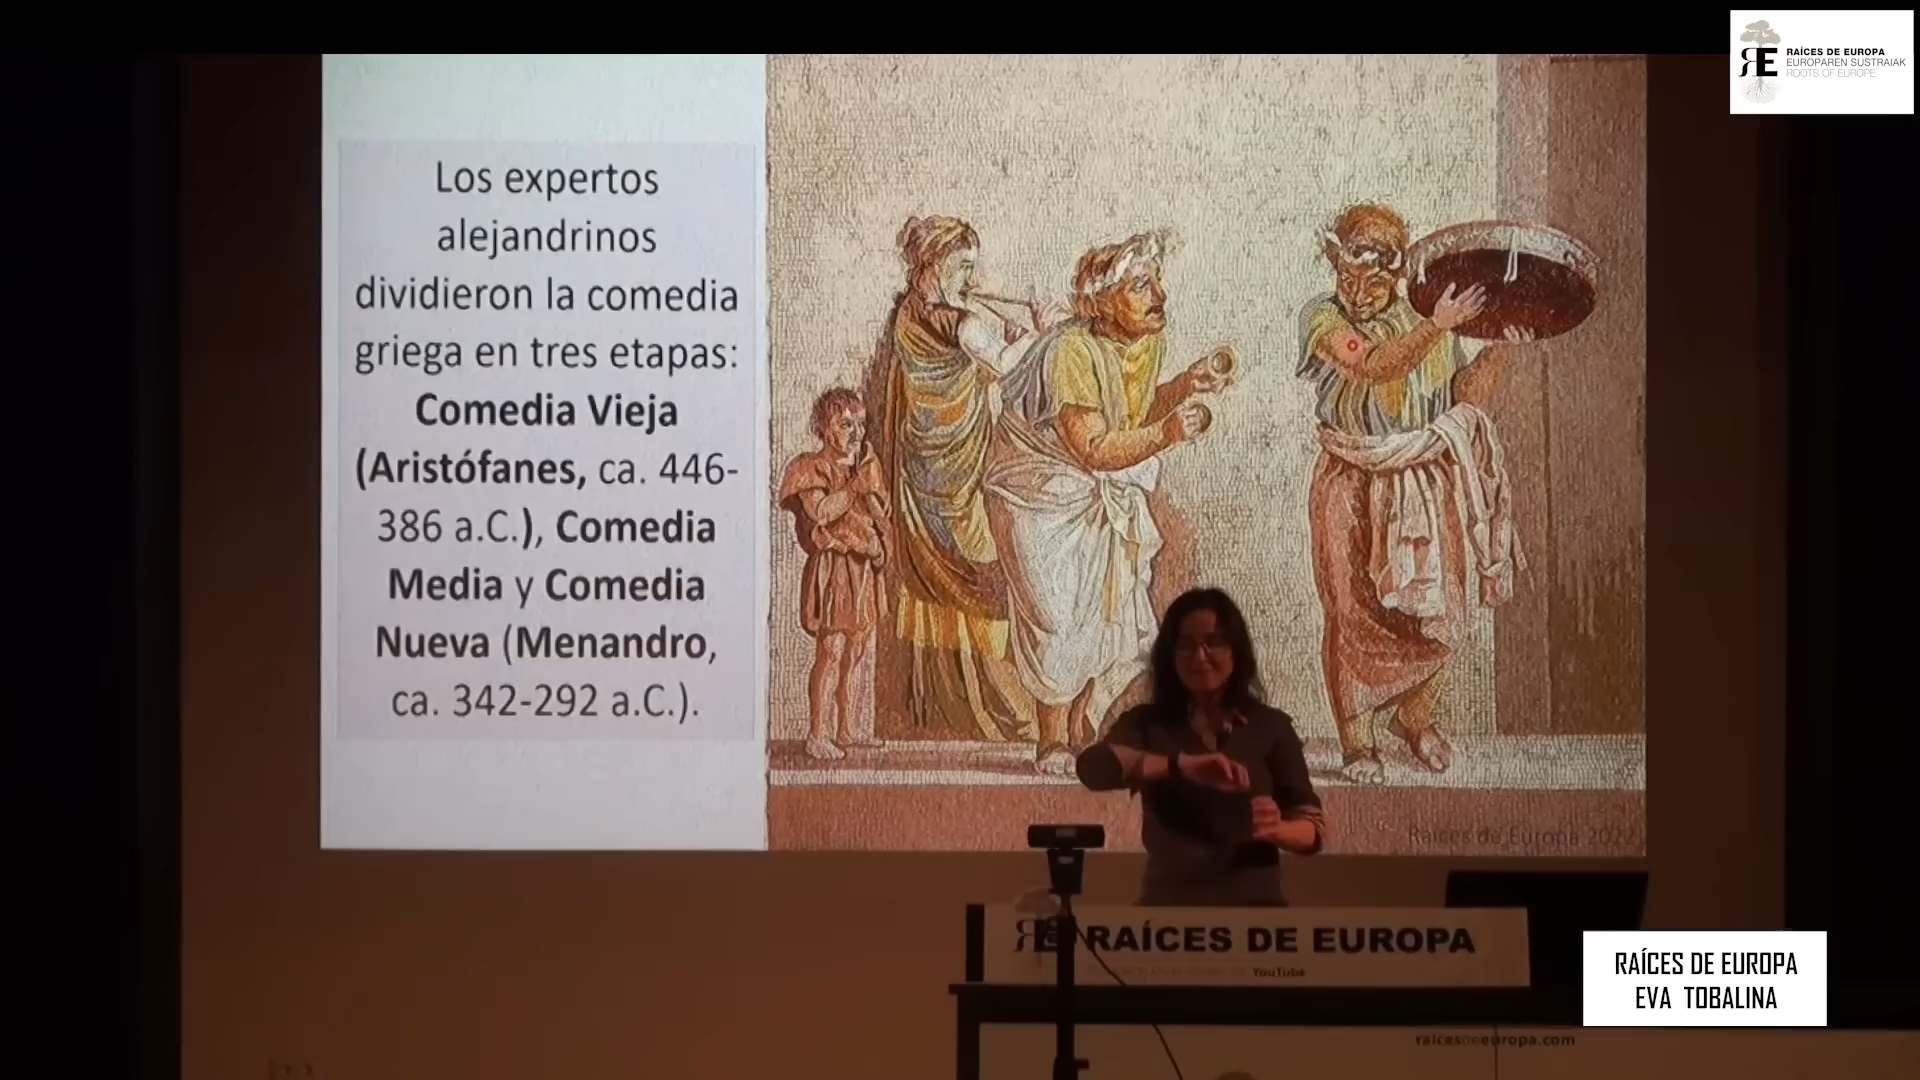 RAÍCES DE EUROPA
EUROPAREN SUSTRAIAK
ROOTS OF EUROPE
Los expertos
alejandrinos
dividieron la comedia
griega en tres etapas:
Comedia Vieja
(Aristófanes, ca. 446-
386 a.C.), Comedia
Media y Comedia
Nueva (Menandro,
ca. 342-292 a.C.).
Raíces de Europa 2022
RAÍCES DE EUROPA
YouTube
RAÍCES DE EUROPA
EVA TOBALINA
raicesdeeuropa.com